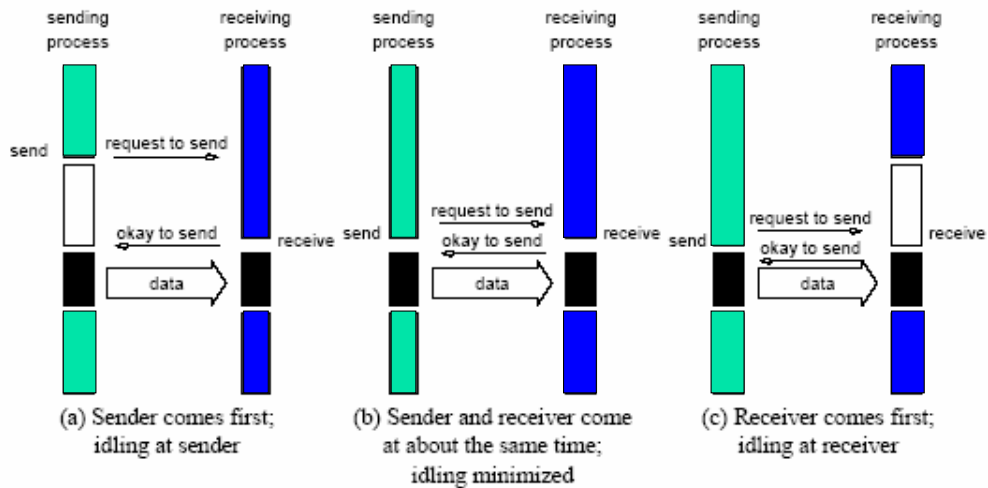 sending process
receiving process
send
request to send
okay to send
receive
data
(a) Sender comes first;
idling at sender
sending process
receiving process
request to send
send
okay to send
receive
data
(b) Sender and receiver come
at about the same time;
idling minimized
sending process
receiving process
request to send
send
okay to send
receive
data
(c) Receiver comes first;
idling at receiver